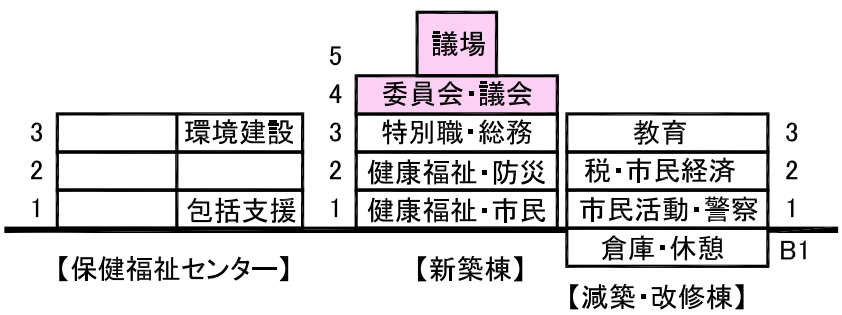 議場
5
4 委員会・議会
3 環境建設 3 特別職・総務 教育 3
2 2 健康福祉・防災 税・市民経済 2
1 包括支援 1 健康福祉・市民 市民活動・警察 1
倉庫・休憩 B1
【保健福祉センター】 【新築棟】
【減築・改修棟】